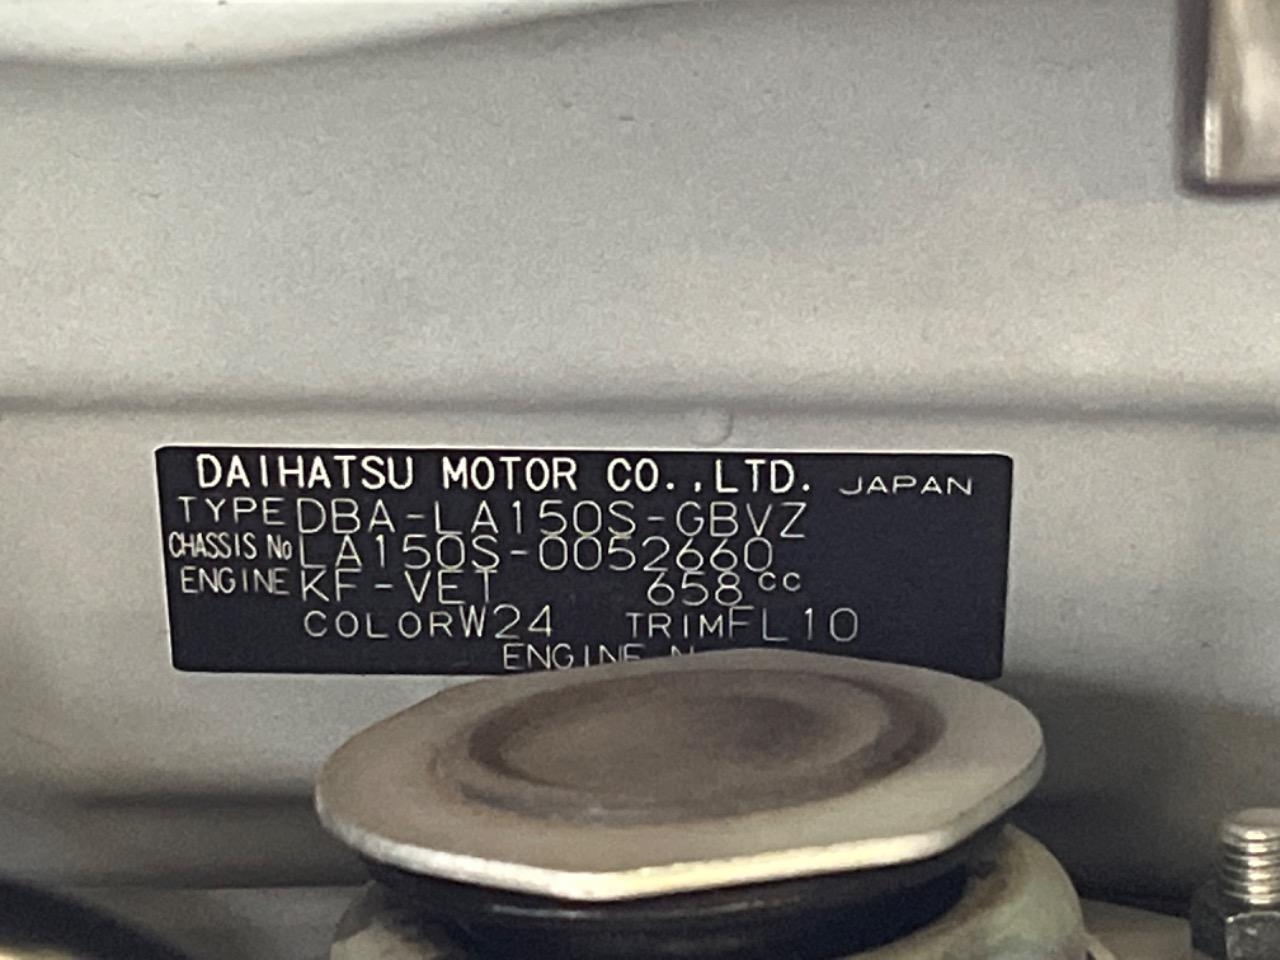 DAIHATSU MOTOR CO.,LTD. JAPAN
TYPE DBA-LA150S-GBVZ
CHASSIS No LA150S-0052660
ENGINE KF-VET 658cc
COLOR W24 TRIM FL10
ENGINE